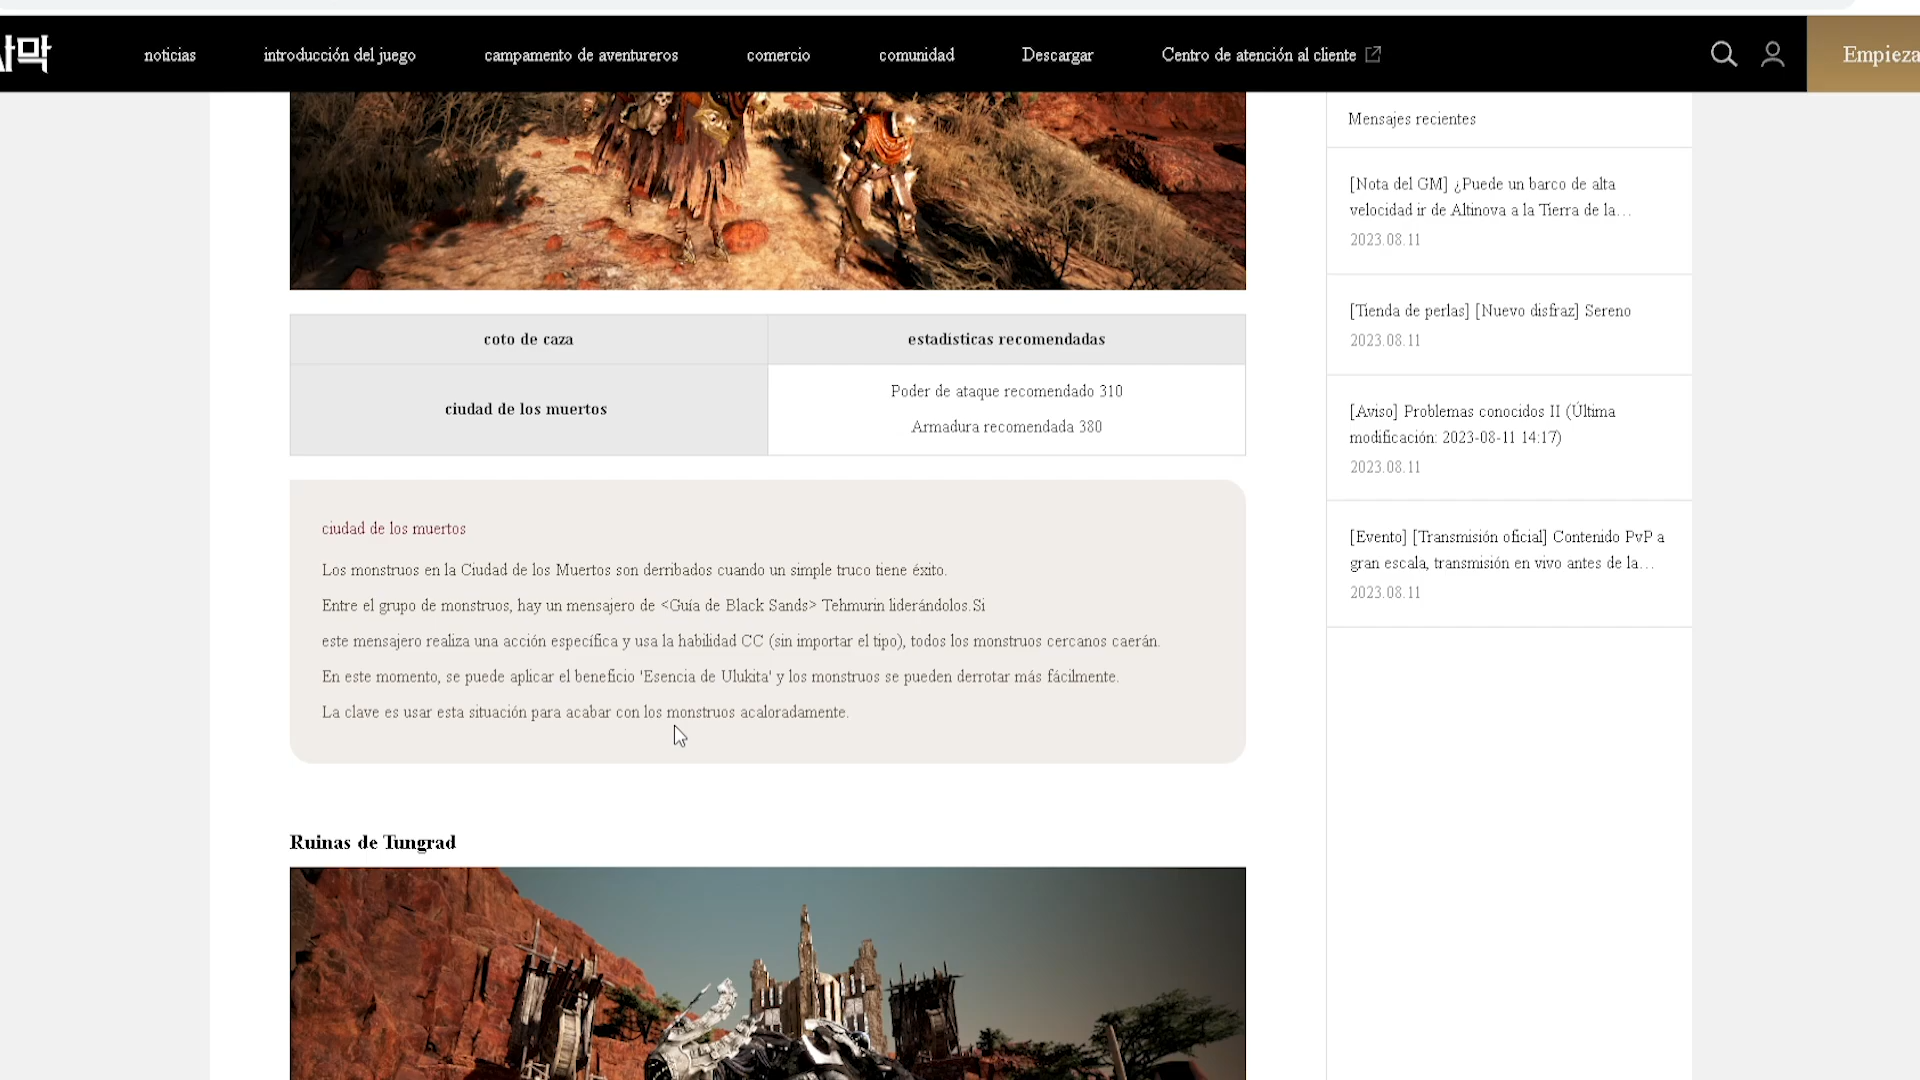 사막
noticias
introducción del juego
campamento de aventureros
comercio
comunidad
Descargar
Centro de atención al cliente
Empieza
Mensajes recientes
[Nota del GM] ¿Puede un barco de alta
velocidad ir de Altinova a la Tierra de la...
2023.08.11
[Tienda de perlas] [Nuevo disfraz] Sereno
2023.08.11
[Aviso] Problemas conocidos II (Última
modificación: 2023-08-11 14:17)
2023.08.11
[Evento] [Transmisión oficial] Contenido PvP a
gran escala, transmisión en vivo antes de la...
2023.08.11
coto de caza
estadísticas recomendadas
ciudad de los muertos
Poder de ataque recomendado 310
Armadura recomendada 380
ciudad de los muertos
Los monstruos en la Ciudad de los Muertos son derribados cuando un simple truco tiene éxito.
Entre el grupo de monstruos, hay un mensajero de <Guía de Black Sands> Tehmurin liderándolos.Si
este mensajero realiza una acción específica y usa la habilidad CC (sin importar el tipo), todos los monstruos cercanos caerán.
En este momento, se puede aplicar el beneficio 'Esencia de Ulukita' y los monstruos se pueden derrotar más fácilmente.
La clave es usar esta situación para acabar con los monstruos acaloradamente.
Ruinas de Tungrad